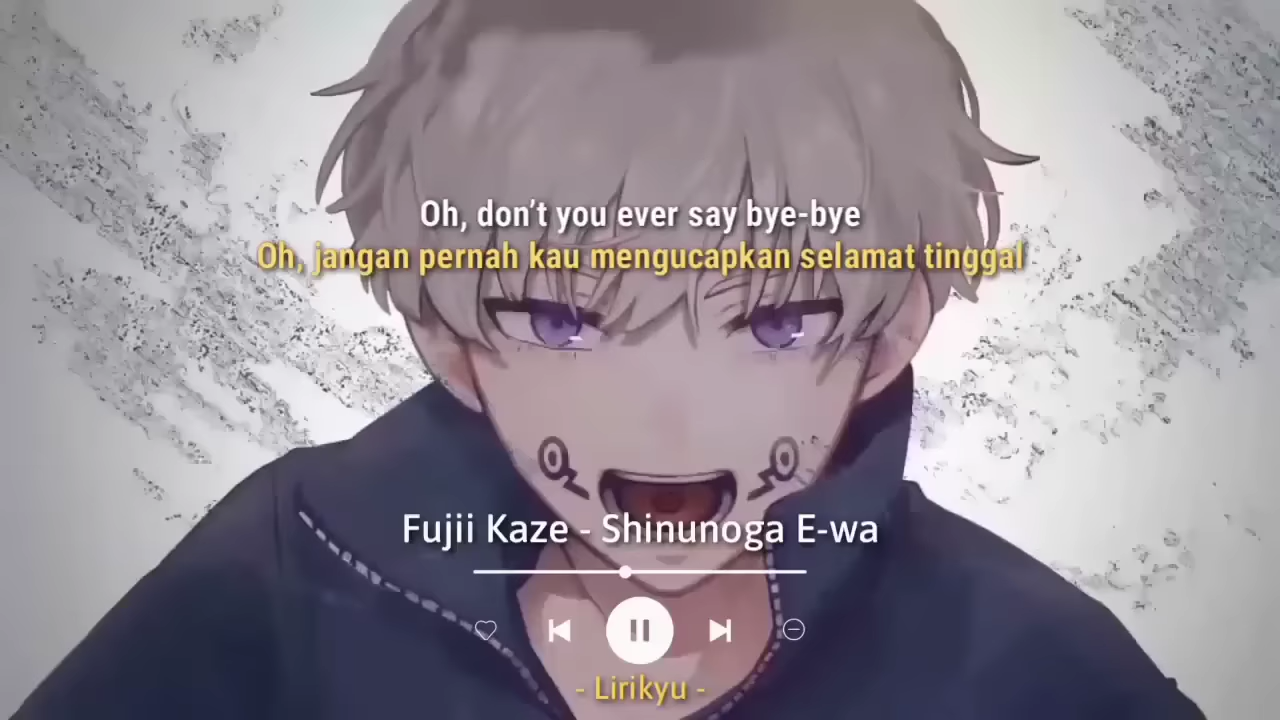 Oh, don’t you ever say bye-bye
Oh, jangan pernah kau mengucapkan selamat tinggal
Fujii Kaze - Shinunoga E-wa
- Lirikyu -